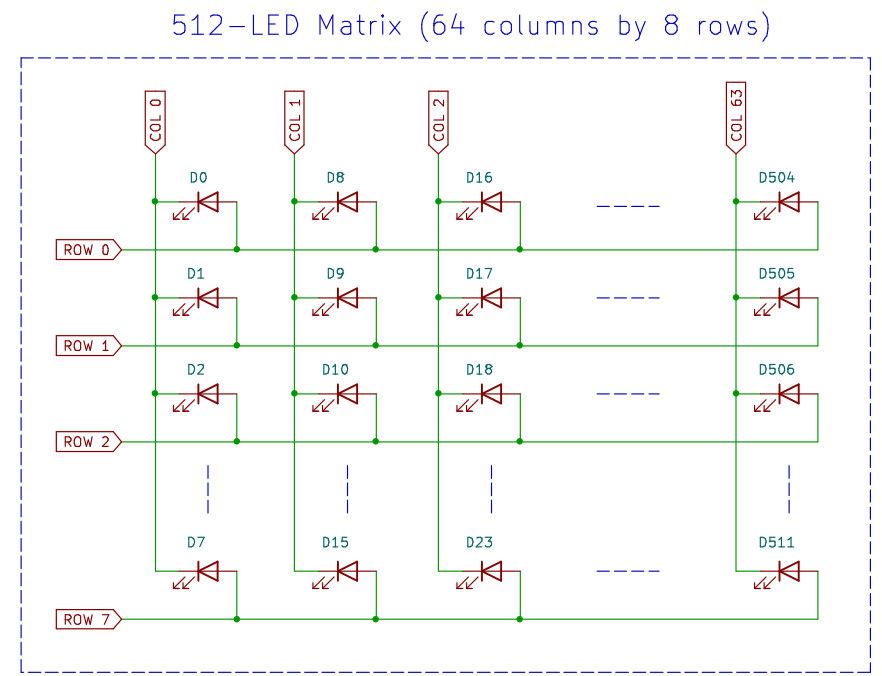 512-LED Matrix (64 columns by 8 rows)
COL 0 COL 1 COL 2 COL 63
D0 D8 D16 D504
ROW 0
D1 D9 D17 D505
ROW 1
D2 D10 D18 D506
ROW 2
D7 D15 D23 D511
ROW 7